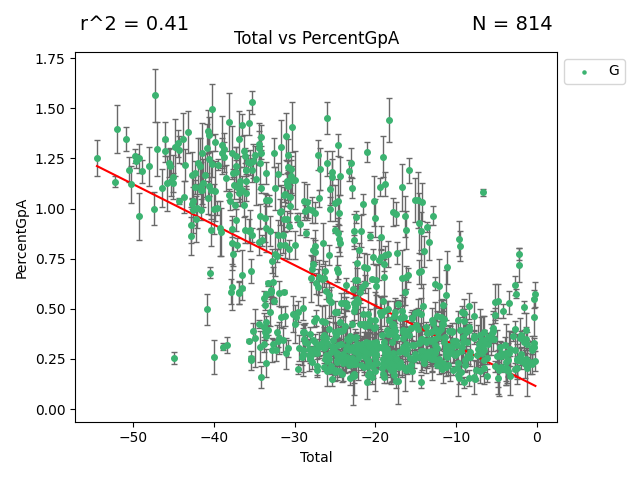 r^2 = 0.41
N = 814
Total vs PercentGpA
G
PercentGpA
1.75
1.50
1.25
1.00
0.75
0.50
0.25
0.00
−50
−40
−30
−20
−10
0
Total